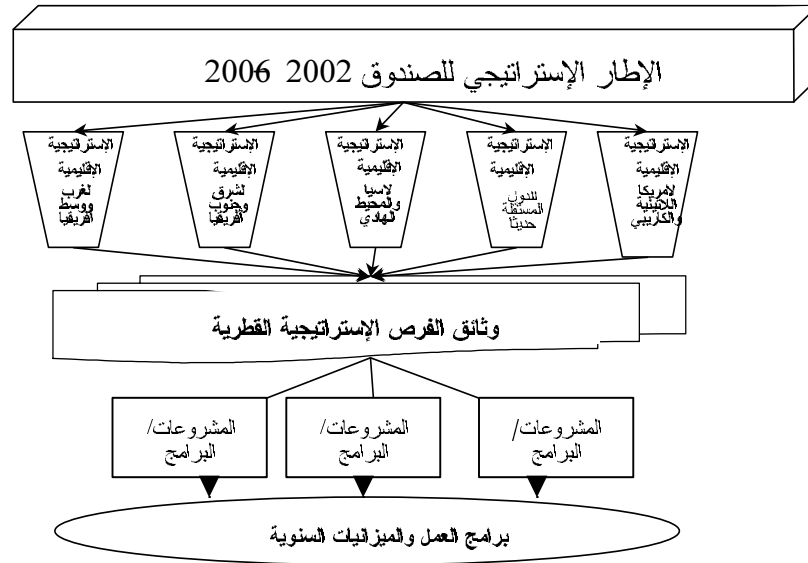 الإطار الإستراتيجي للصندوق 2002 -2006
الإستراتيجية
الإقليمية
لامريكا
اللاتينية
والكاريبي
الإستراتيجية
الإقليمية
للدول
المستقلة
حديثا
الإستراتيجية
الإقليمية
لاسيا
والمحيط
الهادي
الإستراتيجية
الإقليمية
لشرق
وجنوب
أفريقيا
الإستراتيجية
الإقليمية
لغرب
ووسط
أفريقيا
وثائق الفرص الإستراتيجية القطرية
المشروعات/
البرامج
المشروعات/
البرامج
المشروعات/
البرامج
برامج العمل والميزانيات السنوية